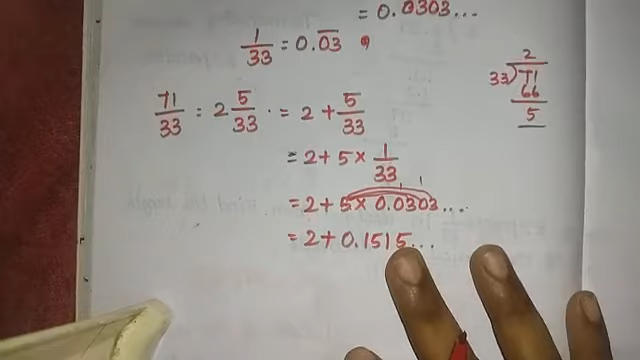 = 0.0303...
1/33 = 0.0̅3̅
71/33 = 2 5/33 = 2 + 5/33
= 2 + 5 × 1/33
= 2 + 5 × 0.0303...
= 2 + 0.1515...
2
33)71
66
5